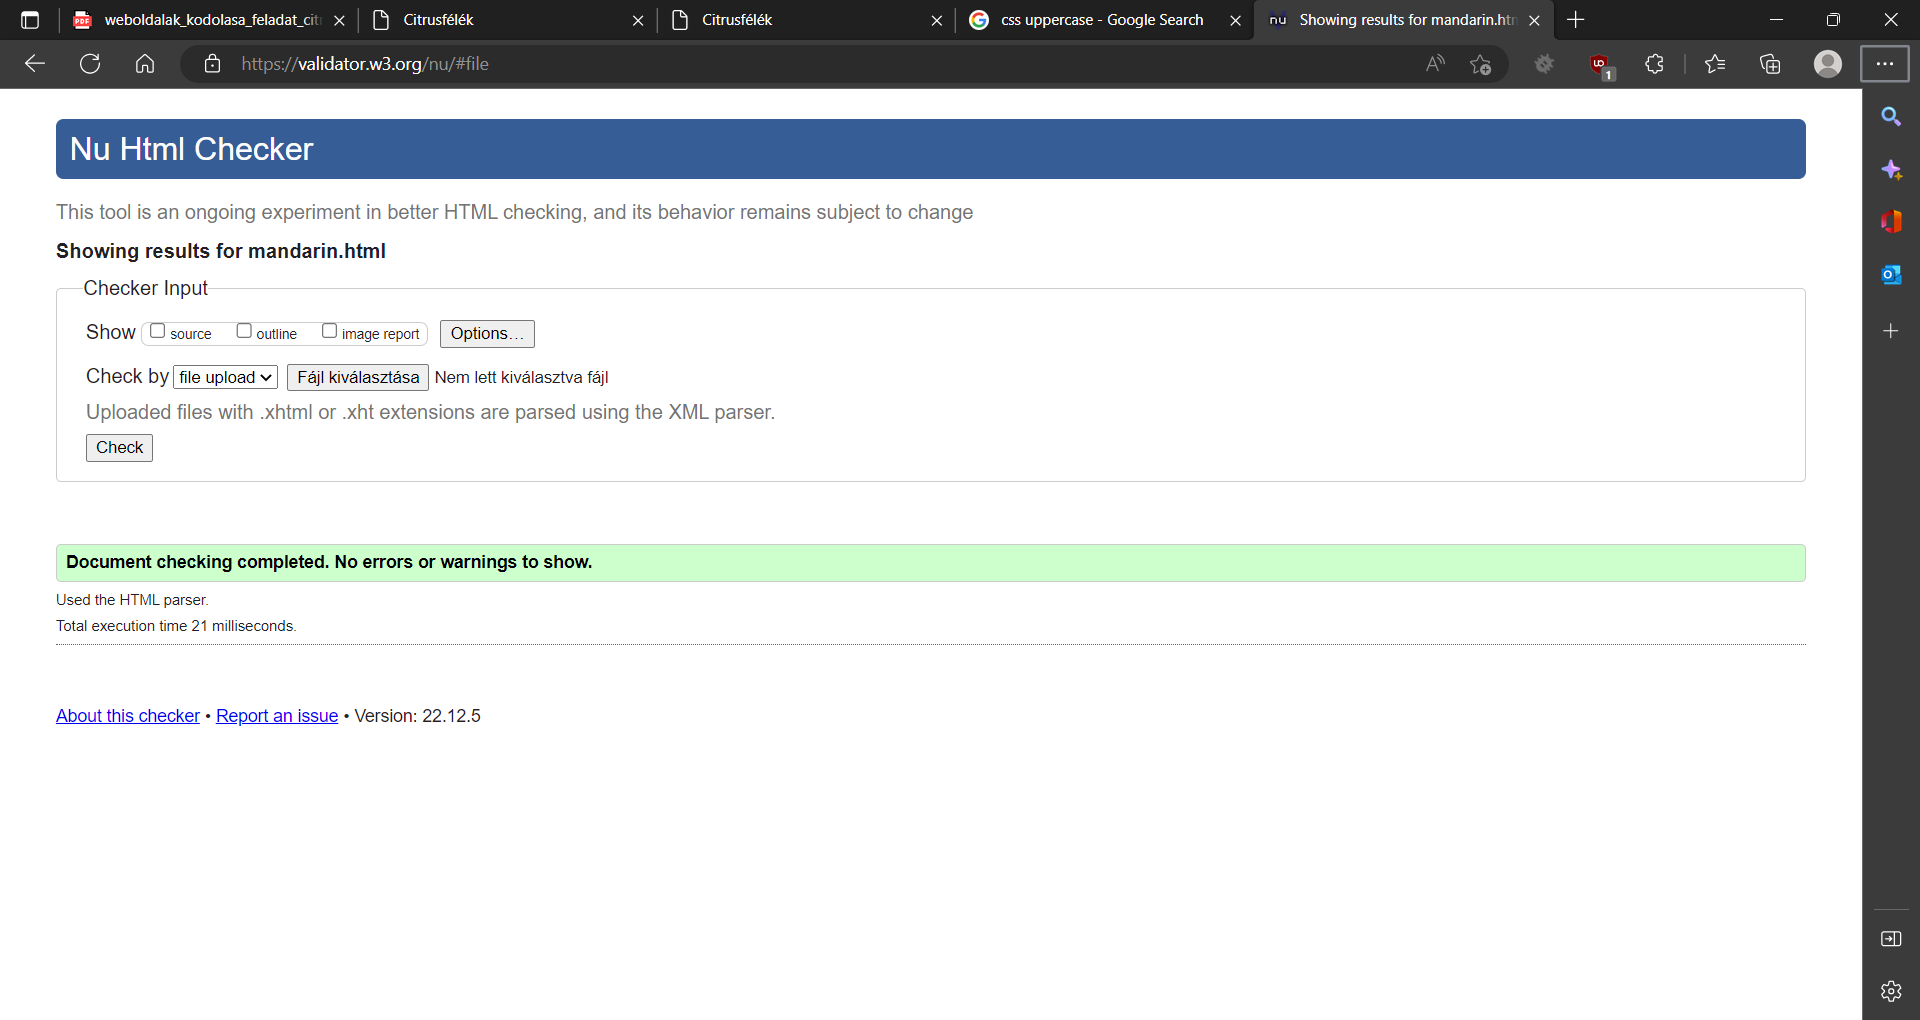 weboldalak_kodolasa_feladat_cit
Citrusfélék
Citrusfélék
css uppercase - Google Search
Showing results for mandarin.htm
https://validator.w3.org/nu/#file
1
Nu Html Checker
This tool is an ongoing experiment in better HTML checking, and its behavior remains subject to change
Showing results for mandarin.html
Checker Input
Show source outline image report Options…
Check by file upload Fájl kiválasztása Nem lett kiválasztva fájl
Uploaded files with .xhtml or .xht extensions are parsed using the XML parser.
Check
Document checking completed. No errors or warnings to show.
Used the HTML parser.
Total execution time 21 milliseconds.
About this checker • Report an issue • Version: 22.12.5